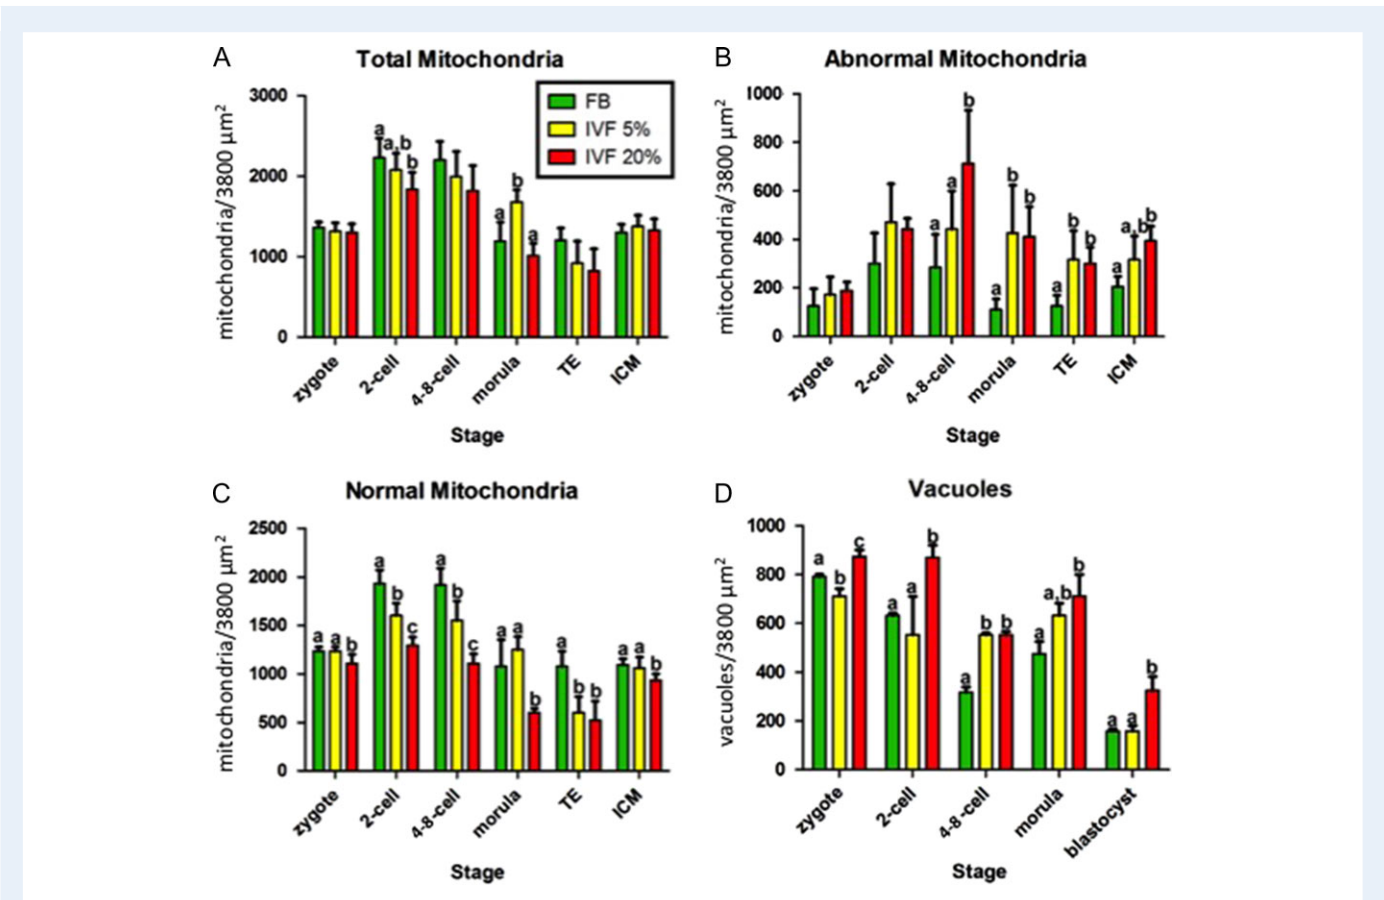 A
Total Mitochondria
mitochondria/3800 μm²
3000
2000
1000
0
FB
IVF 5%
IVF 20%
a
a,b
b
a
b
a
zygote
2-cell
4-8-cell
morula
TE
ICM
Stage
B
Abnormal Mitochondria
mitochondria/3800 μm²
1000
800
600
400
200
0
a
a
b
a
b
b
a
b
b
a
a,b
b
zygote
2-cell
4-8-cell
morula
TE
ICM
Stage
C
Normal Mitochondria
mitochondria/3800 μm²
2500
2000
1500
1000
500
0
a
a
b
a
b
c
a
b
c
a
a
b
a
b
b
a
a
b
zygote
2-cell
4-8-cell
morula
TE
ICM
Stage
D
Vacuoles
vacuoles/3800 μm²
1000
800
600
400
200
0
a
b
c
a
a
b
a
b
b
a
a,b
b
a
a
b
zygote
2-cell
4-8-cell
morula
blastocyst
Stage